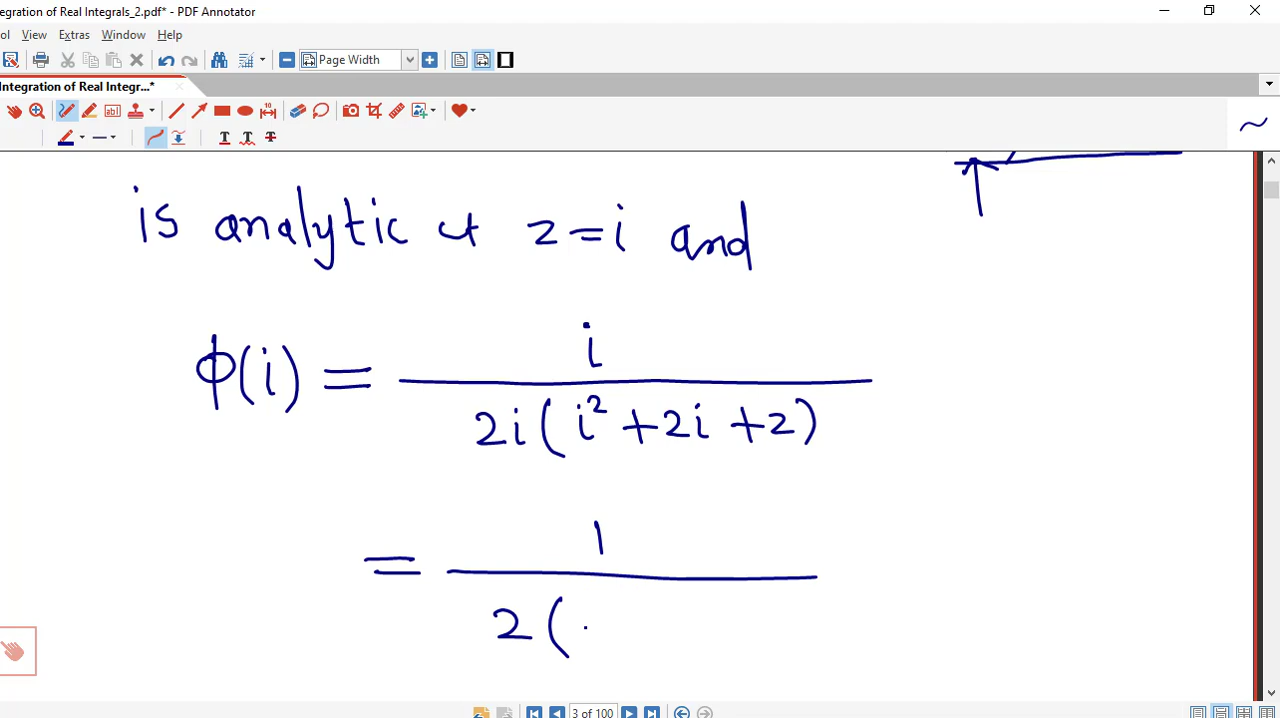 egration of Real Integrals_2.pdf* - PDF Annotator
ol View Extras Window Help
Page Width
Integration of Real Integr...*
is analytic at z=i and
ϕ(i) = i / 2i(i²+2i+2)
= 1 / 2(
3 of 100